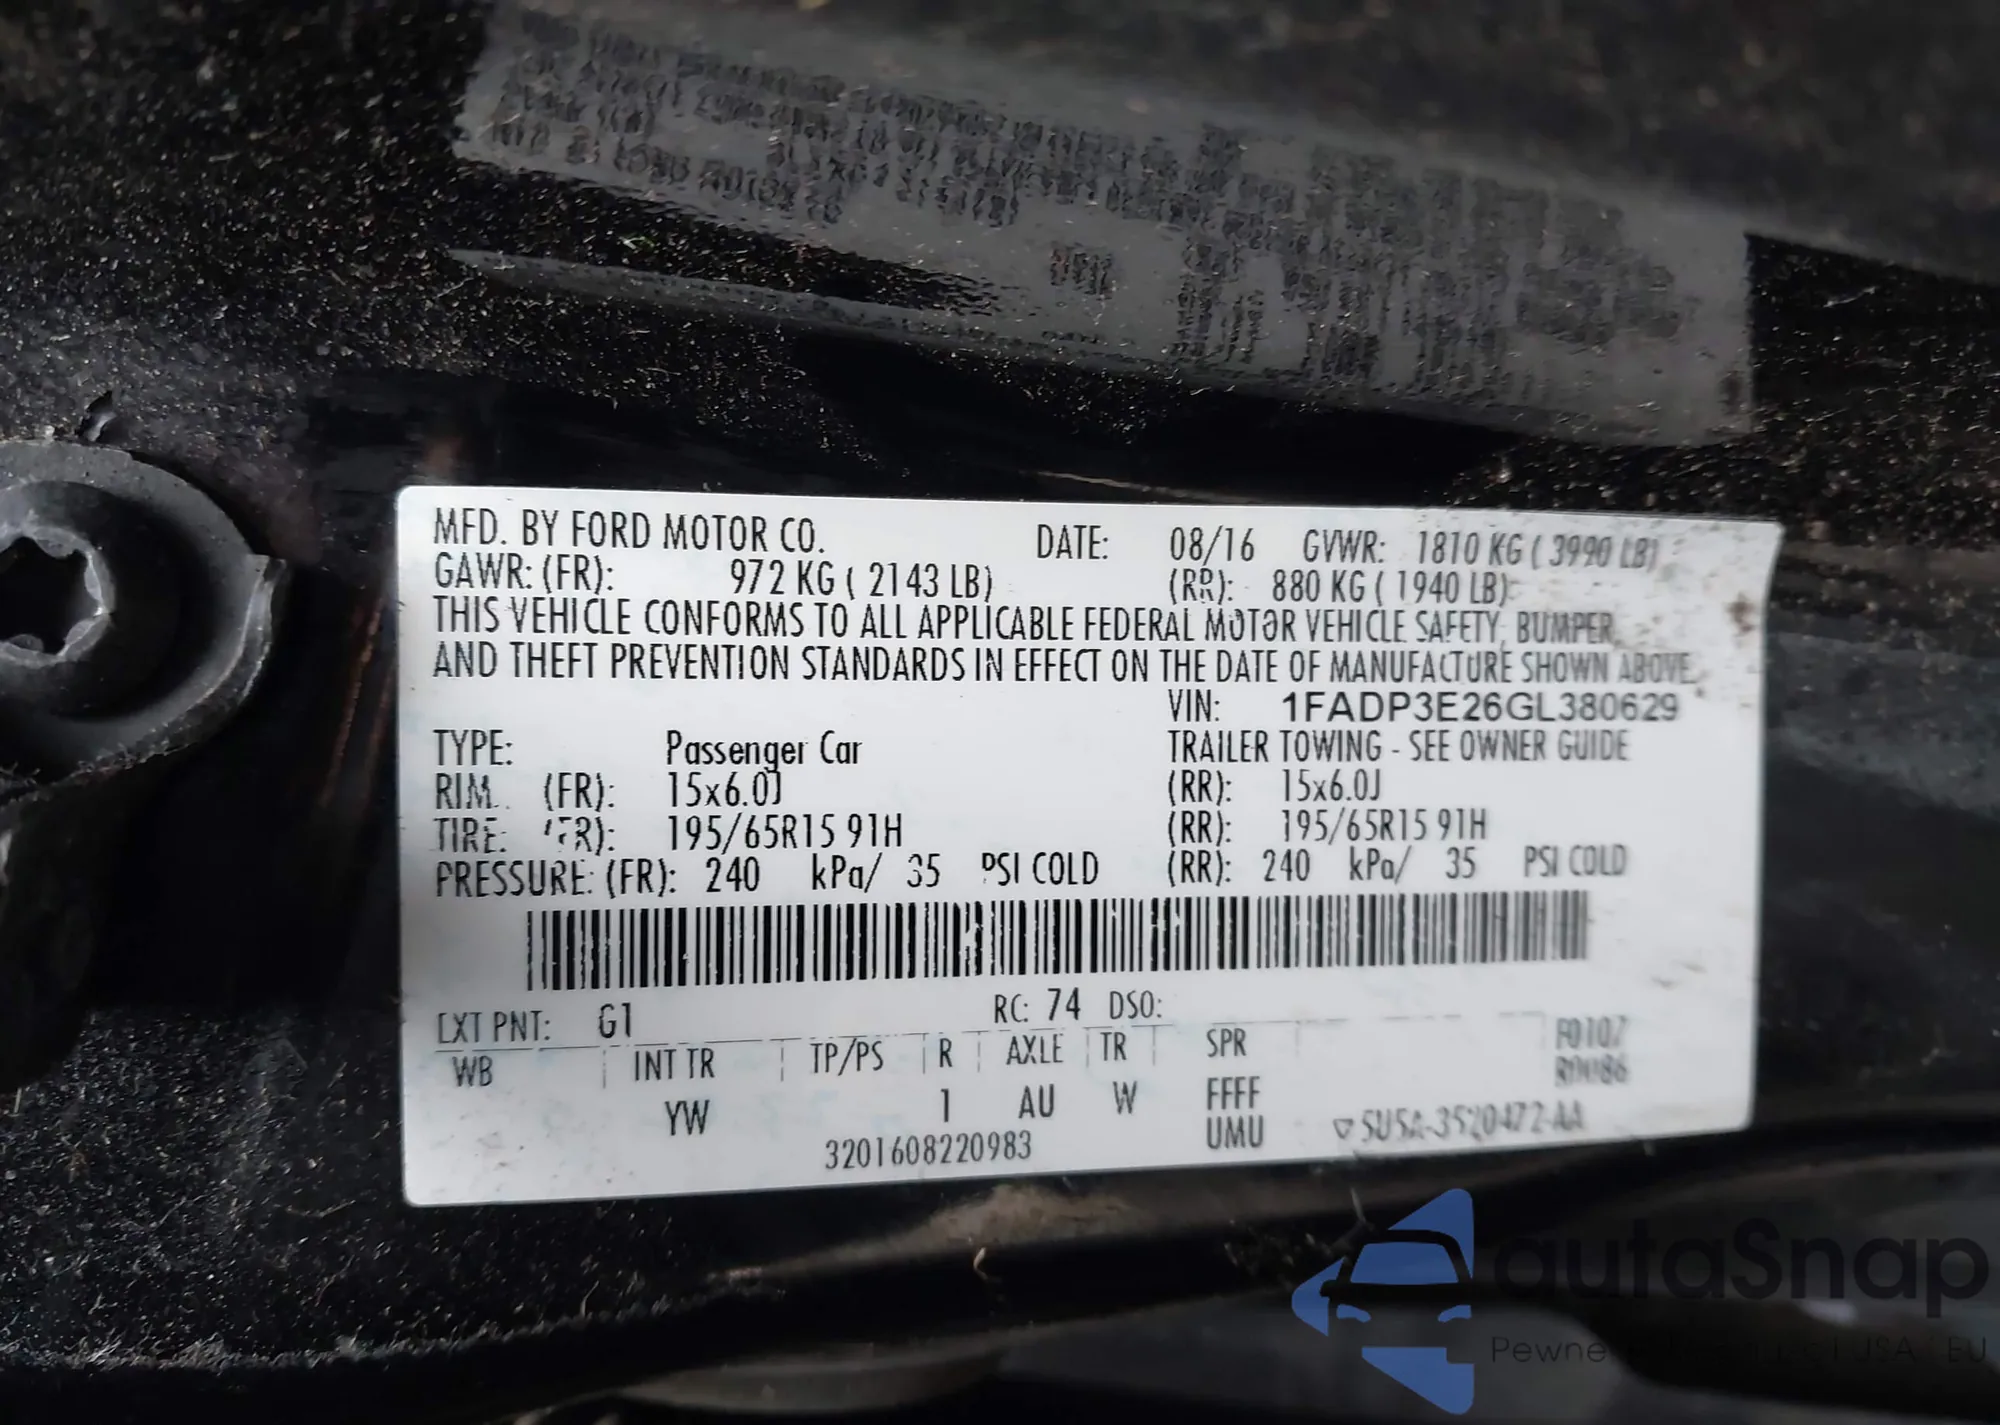 MFD. BY FORD MOTOR CO. DATE: 08/16 GVWR: 1810 KG ( 3990 LB)
GAWR: (FR): 972 KG ( 2143 LB) (RR): 880 KG ( 1940 LB)
THIS VEHICLE CONFORMS TO ALL APPLICABLE FEDERAL MOTOR VEHICLE SAFETY, BUMPER,
AND THEFT PREVENTION STANDARDS IN EFFECT ON THE DATE OF MANUFACTURE SHOWN ABOVE.
VIN: 1FADP3E26GL380629
TYPE: Passenger Car TRAILER TOWING - SEE OWNER GUIDE
RIM. (FR): 15x6.0J (RR): 15x6.0J
TIRE: (FR): 195/65R15 91H (RR): 195/65R15 91H
PRESSURE: (FR): 240 kPa/ 35 PSI COLD (RR): 240 kPa/ 35 PSI COLD
EXT PNT: G1 RC: 74 DSO:
WB INT TR TP/PS R AXLE TR SPR
YW 1 AU W FFFF
UMU
3201608220983
autaSnap
USA EU